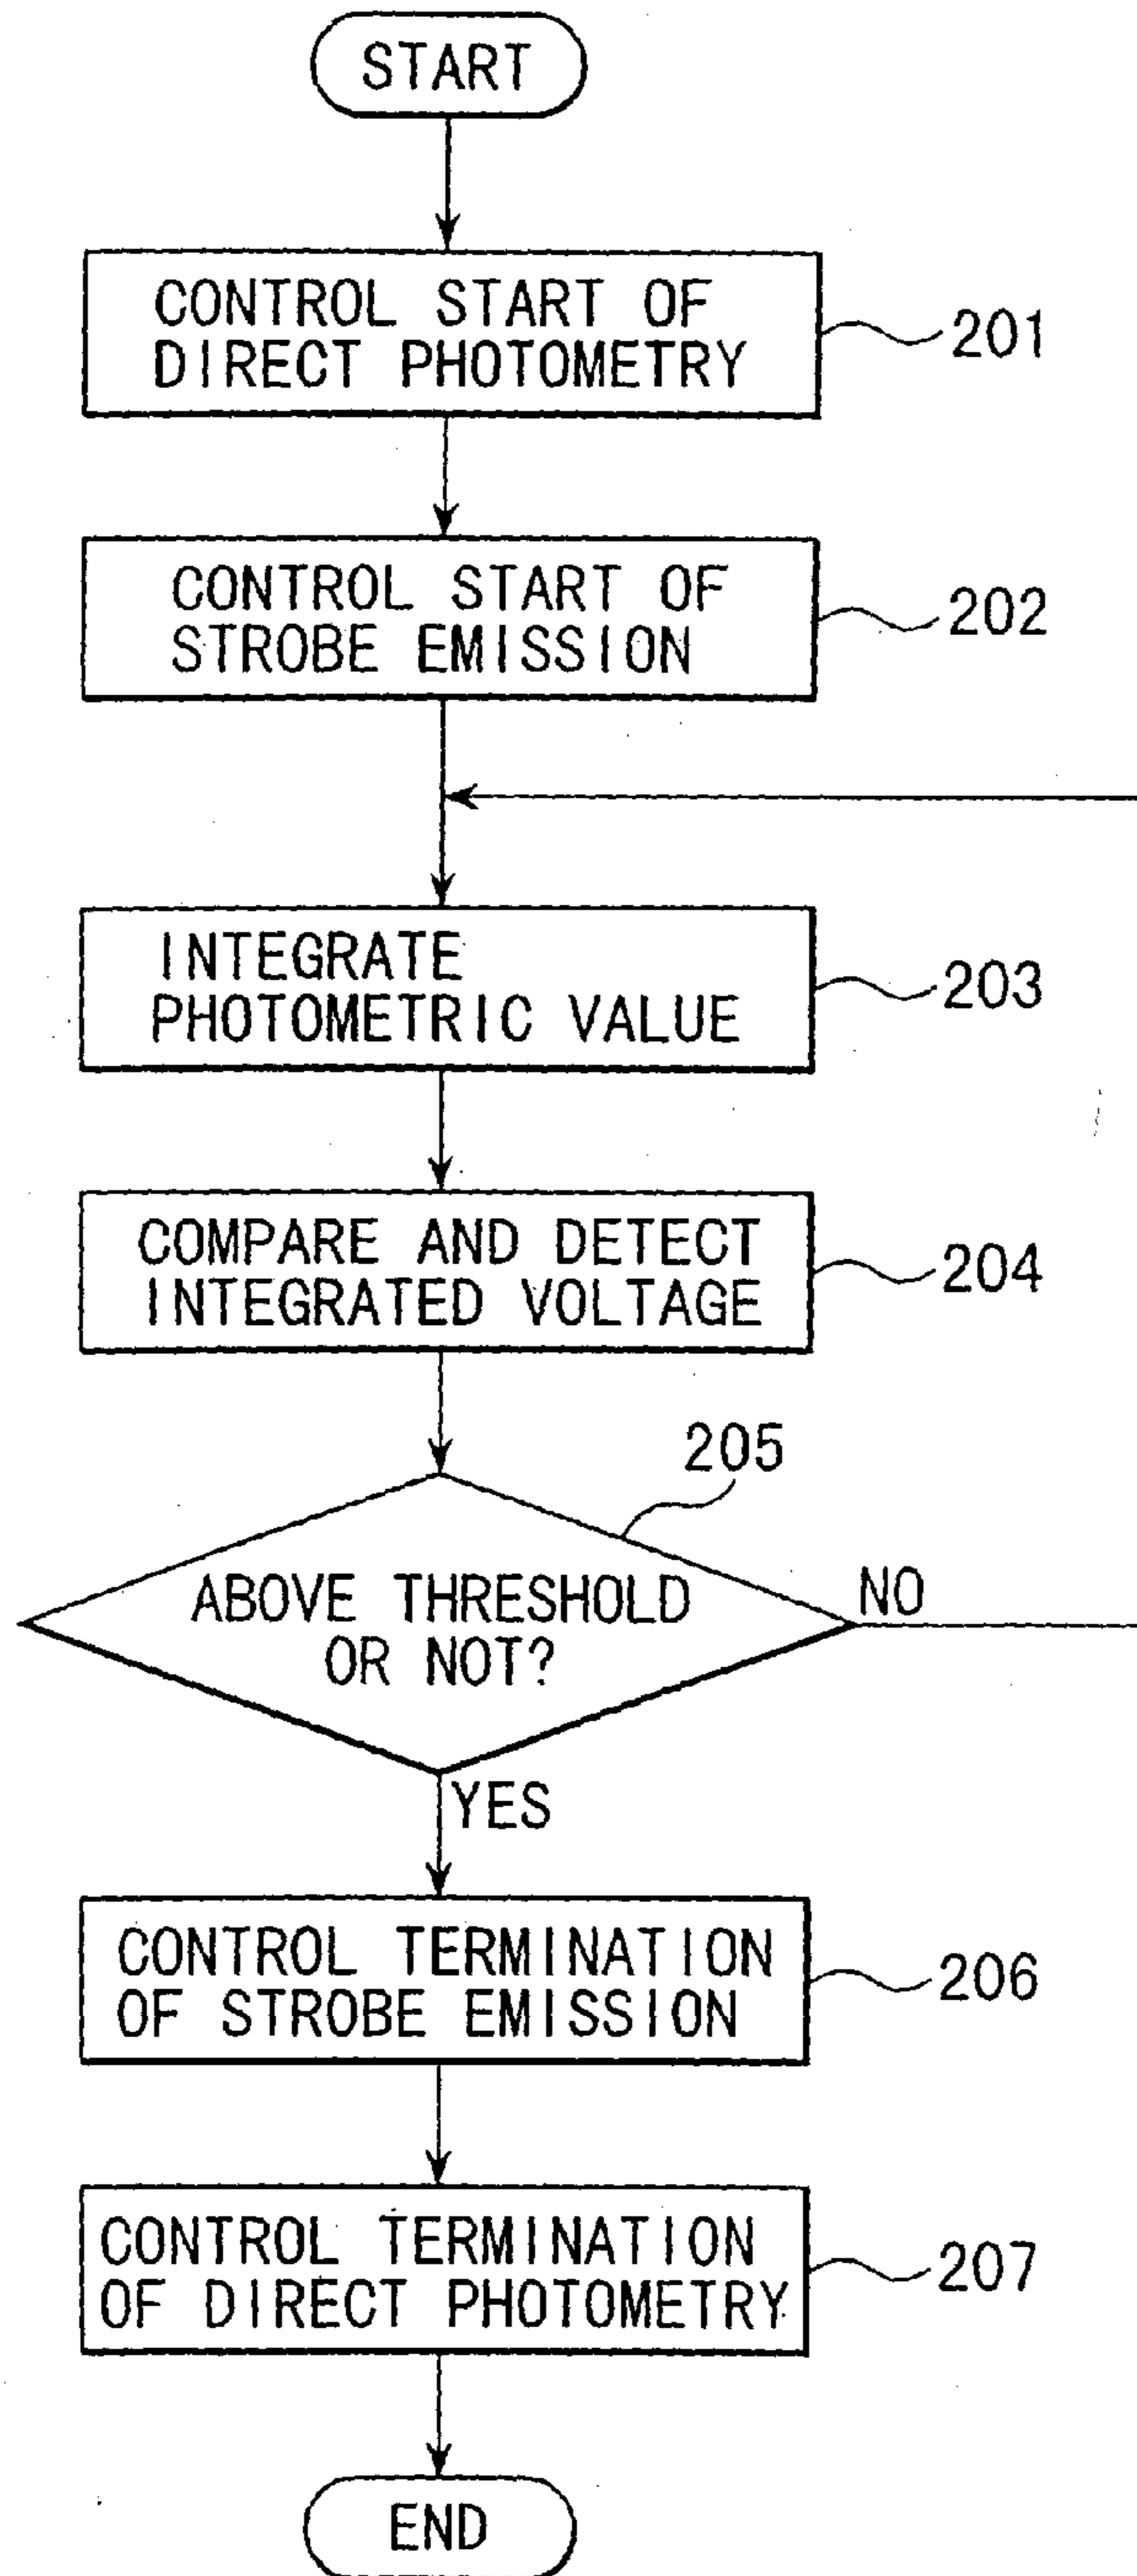 START
CONTROL START OF
DIRECT PHOTOMETRY
201
CONTROL START OF
STROBE EMISSION
202
INTEGRATE
PHOTOMETRIC VALUE
203
COMPARE AND DETECT
INTEGRATED VOLTAGE
204
205
ABOVE THRESHOLD
OR NOT?
NO
YES
CONTROL TERMINATION
OF STROBE EMISSION
206
CONTROL TERMINATION
OF DIRECT PHOTOMETRY
207
END